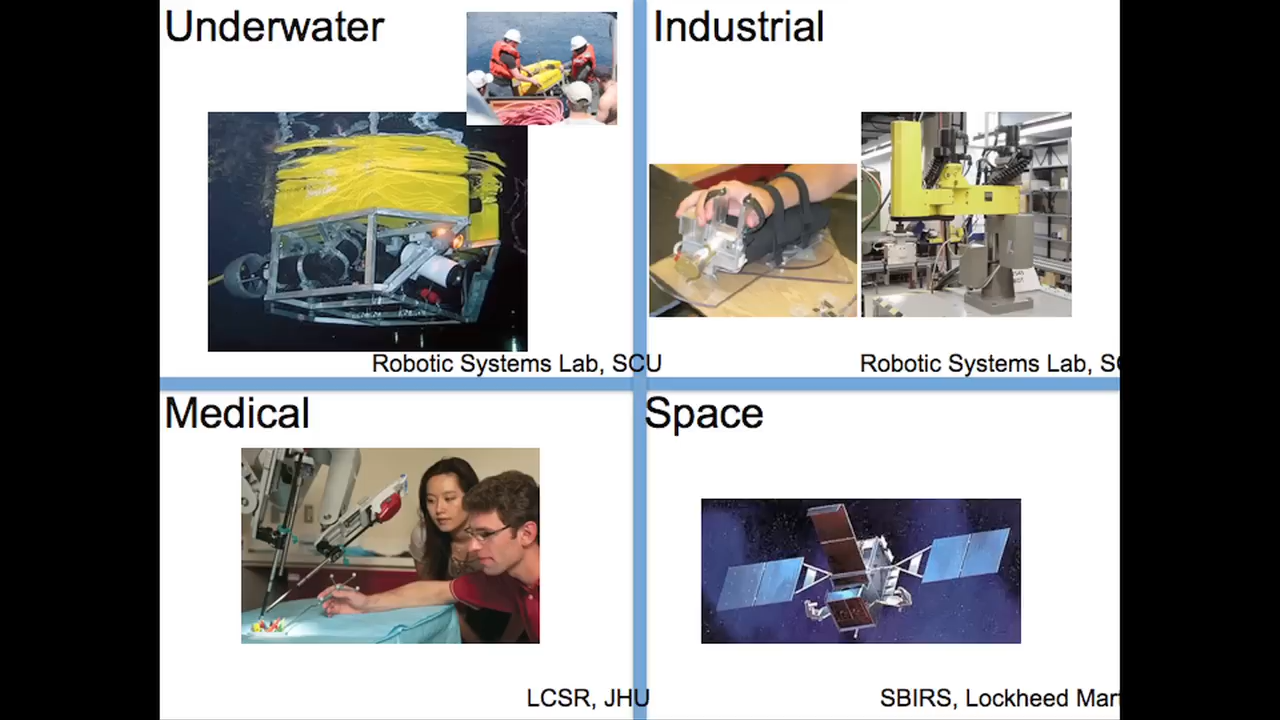 Underwater
Industrial
Robotic Systems Lab, SCU
Robotic Systems Lab, S
Medical
Space
LCSR, JHU
SBIRS, Lockheed Mar